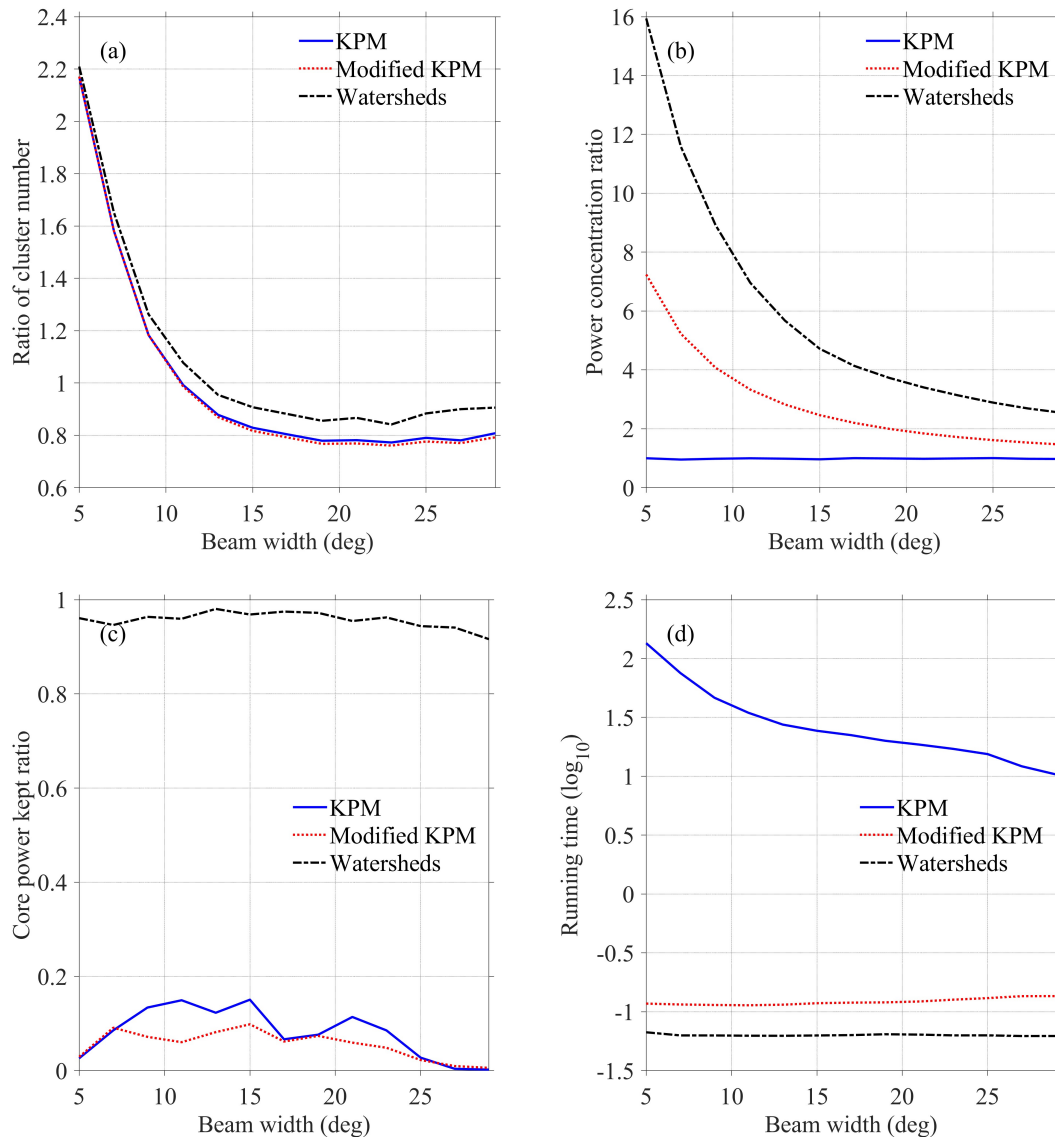 (a)
KPM
Modified KPM
Watersheds
Ratio of cluster number
2.4
2.2
2
1.8
1.6
1.4
1.2
1
0.8
0.6
5 10 15 20 25
Beam width (deg)
(b)
KPM
Modified KPM
Watersheds
Power concentration ratio
16
14
12
10
8
6
4
2
0
5 10 15 20 25
Beam width (deg)
(c)
KPM
Modified KPM
Watersheds
Core power kept ratio
1
0.8
0.6
0.4
0.2
0
5 10 15 20 25
Beam width (deg)
(d)
KPM
Modified KPM
Watersheds
Running time (log10)
2.5
2
1.5
1
0.5
0
-0.5
-1
-1.5
5 10 15 20 25
Beam width (deg)